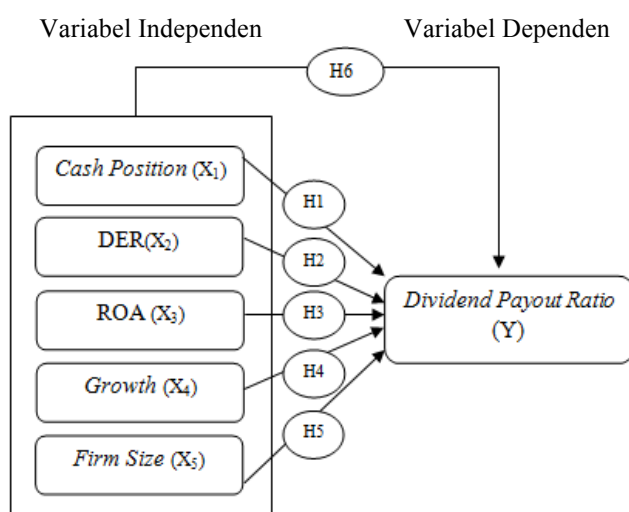 Variabel Independen
Variabel Dependen
H6
Cash Position (X₁)
H1
DER(X₂)
H2
ROA (X₃)
H3
Dividend Payout Ratio
(Y)
Growth (X₄)
H4
Firm Size (X₅)
H5